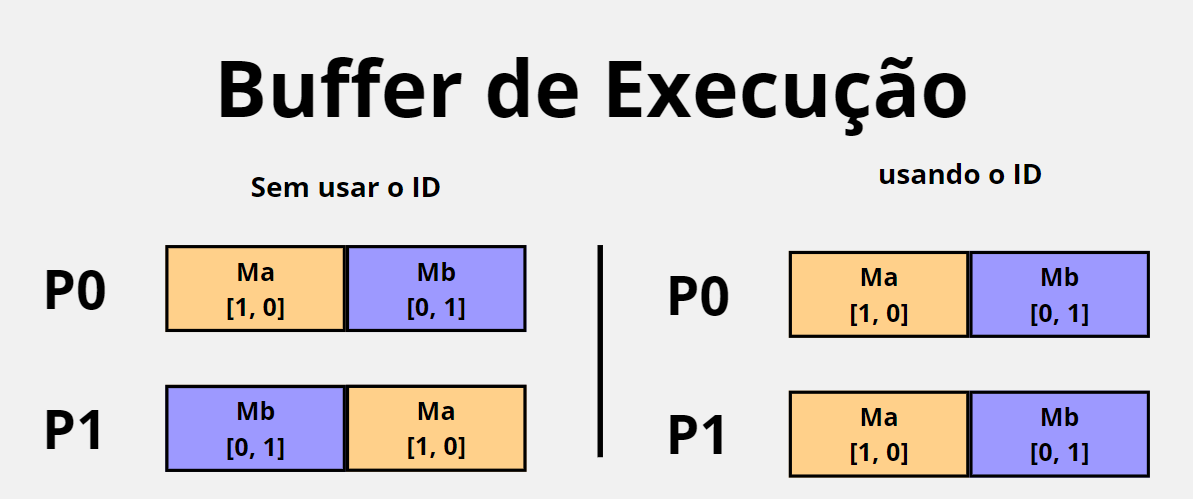 Buffer de Execução
Sem usar o ID
P0
Ma
[1, 0]
Mb
[0, 1]
P1
Mb
[0, 1]
Ma
[1, 0]
usando o ID
P0
Ma
[1, 0]
Mb
[0, 1]
P1
Ma
[1, 0]
Mb
[0, 1]